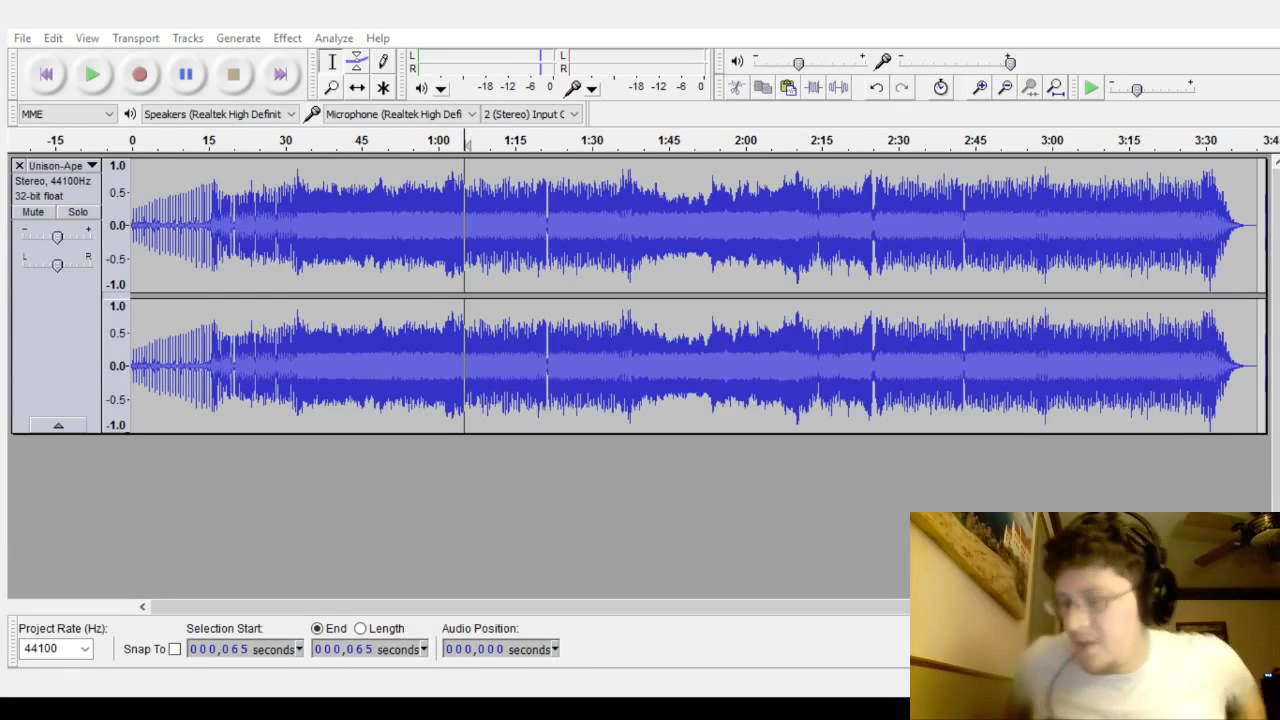 File Edit View Transport Tracks Generate Effect Analyze Help
L
R
-18 -12 -6 0
L
R
-18 -12 -6 0
MME
Speakers (Realtek High Definit
Microphone (Realtek High Defi
2 (Stereo) Input C
-15 0 15 30 45 1:00 1:15 1:30 1:45 2:00 2:15 2:30 2:45 3:00 3:15 3:30 3:45
Unison-Ape
Stereo, 44100Hz
32-bit float
Mute Solo
- +
L R
1.0
0.5-
0.0-
-0.5-
-1.0
1.0
0.5-
0.0-
-0.5-
-1.0
Project Rate (Hz):
44100
Snap To
Selection Start:
000,065 seconds
End Length
000,065 seconds
Audio Position:
000,000 seconds